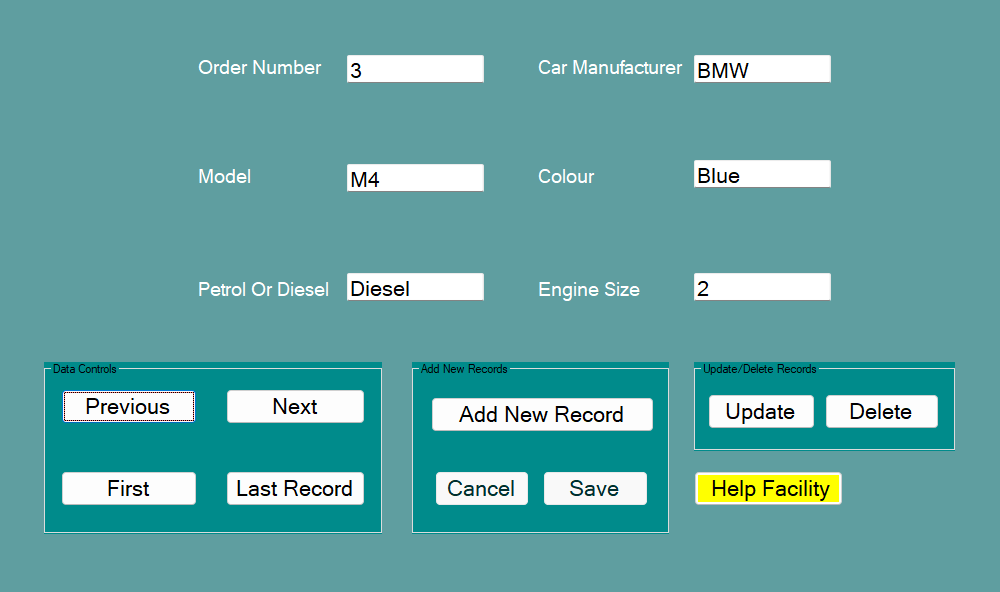 Order Number 3 Car Manufacturer BMW
Model M4 Colour Blue
Petrol Or Diesel Diesel Engine Size 2
Data Controls
Previous Next
First Last Record
Add New Records
Add New Record
Cancel Save
Update/Delete Records
Update Delete
Help Facility